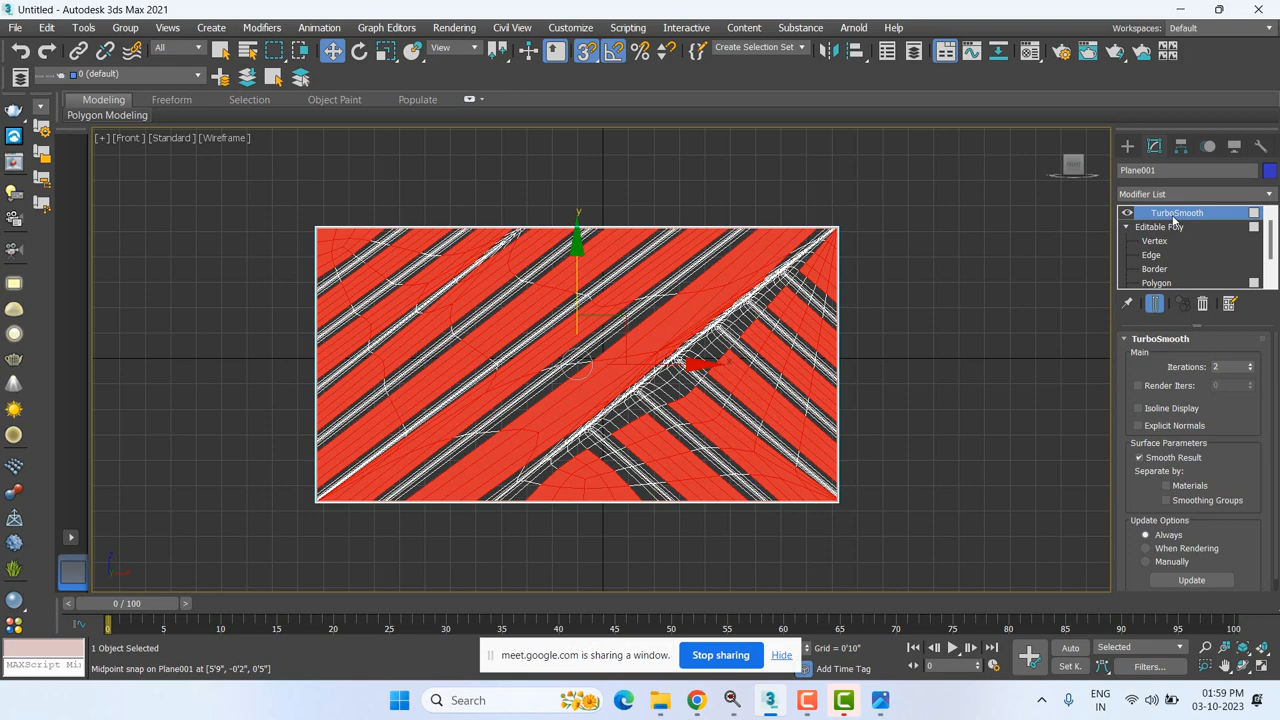 Untitled - Autodesk 3ds Max 2021
File Edit Tools Group Views Create Modifiers Animation Graph Editors Rendering Civil View Customize Scripting Interactive Content Substance Arnold Help Workspaces: Default
All View Create Selection Set
0 (default)
Modeling Freeform Selection Object Paint Populate
Polygon Modeling
[+] [Front ] [Standard ] [Wireframe ]
Plane001
Modifier List
TurboSmooth
Editable Poly
Vertex
Edge
Border
Polygon
TurboSmooth
Main
Iterations: 2
Render Iters: 0
Isoline Display
Explicit Normals
Surface Parameters
Smooth Result
Separate by:
Materials
Smoothing Groups
Update Options
Always
When Rendering
Manually
Update
y
< 0 / 100 >
0 5 10 15 20 25 30 35 40 45 50 55 60 65 70 75 80 85 90 95 100
1 Object Selected
MAXScript Mi
Midpoint snap on Plane001 at [5'9", -0'2", 0'5"]
meet.google.com is sharing a window. Stop sharing Hide
Grid = 0'10"
Add Time Tag
0
Auto Selected
Set K. Filters...
Search
ENG
IN
01:59 PM
03-10-2023